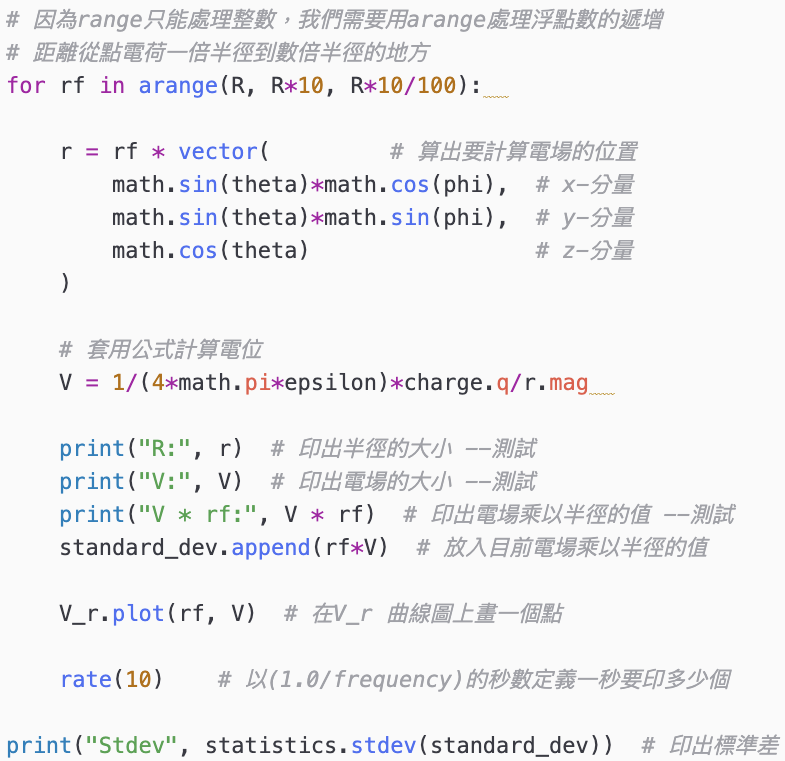 # 因為range只能處理整數，我們需要用arange處理浮點數的遞增
# 距離從點電荷一倍半徑到數倍半徑的地方
for rf in arange(R, R*10, R*10/100):
    r = rf * vector(         # 算出要計算電場的位置
        math.sin(theta)*math.cos(phi),  # x-分量
        math.sin(theta)*math.sin(phi),  # y-分量
        math.cos(theta)                 # z-分量
    )
    # 套用公式計算電位
    V = 1/(4*math.pi*epsilon)*charge.q/r.mag
    print("R:", r)  # 印出半徑的大小 --測試
    print("V:", V)  # 印出電場的大小 --測試
    print("V * rf:", V * rf)  # 印出電場乘以半徑的值 --測試
    standard_dev.append(rf*V)  # 放入目前電場乘以半徑的值
    V_r.plot(rf, V)  # 在V_r 曲線圖上畫一個點
    rate(10)    # 以(1.0/frequency)的秒數定義一秒要印多少個
print("Stdev", statistics.stdev(standard_dev))  # 印出標準差